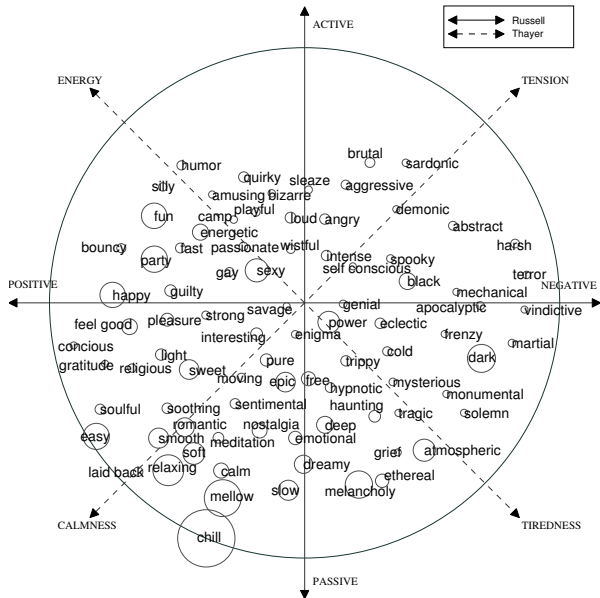 Russell
Thayer
ACTIVE
ENERGY
TENSION
brutal
humor
sardonic
quirky
sleaze
silly
aggressive
amusing
bizarre
fun
camp
playful
loud
angry
demonic
energetic
abstract
bouncy
fast
passionate
wistful
harsh
party
intense
spooky
gay
sexy
self conscious
terror
POSITIVE
black
NEGATIVE
happy
guilty
mechanical
savage
genial
apocalyptic
vindictive
feel good
pleasure
strong
power
eclectic
interesting
enigma
frenzy
concious
martial
light
cold
dark
gratitude
religious
sweet
pure
trippy
moving
epic
free
hypnotic
mysterious
monumental
soulful
soothing
sentimental
haunting
tragic
solemn
romantic
nostalgia
deep
easy
smooth
meditation
emotional
soft
grief
atmospheric
laid back
relaxing
calm
dreamy
ethereal
mellow
slow
melancholy
CALMNESS
TIREDNESS
chill
PASSIVE